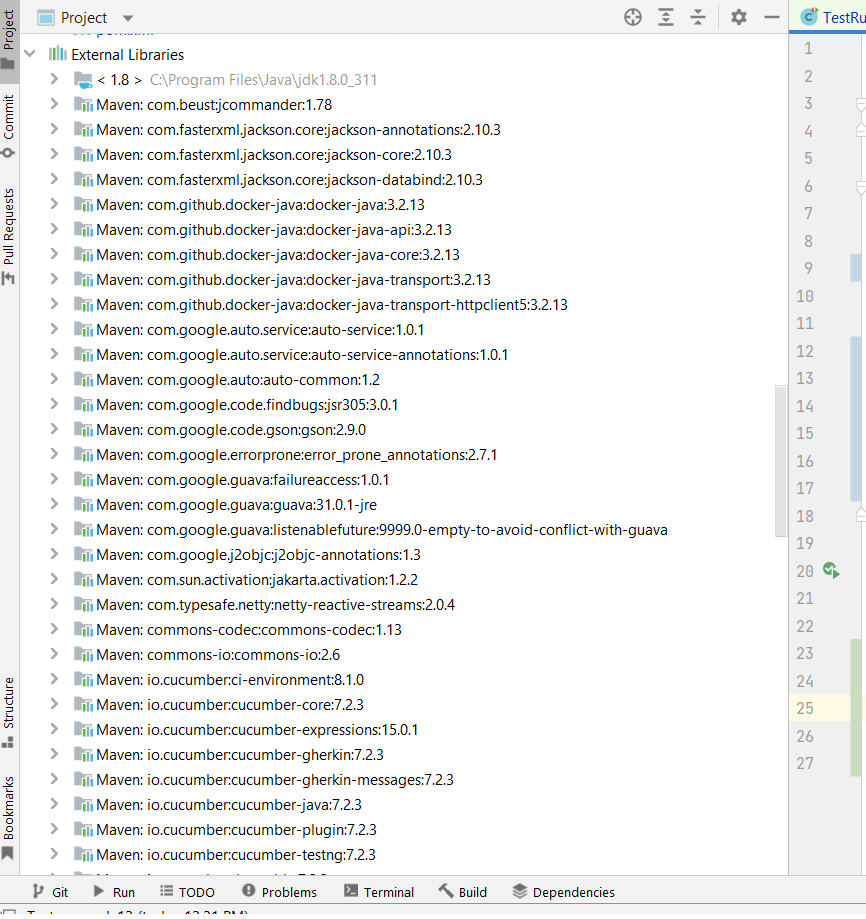 Project
Project
TestRu
Commit
Pull Requests
Structure
Bookmarks
External Libraries
< 1.8 > C:\Program Files\Java\jdk1.8.0_311
Maven: com.beust:jcommander:1.78
Maven: com.fasterxml.jackson.core:jackson-annotations:2.10.3
Maven: com.fasterxml.jackson.core:jackson-core:2.10.3
Maven: com.fasterxml.jackson.core:jackson-databind:2.10.3
Maven: com.github.docker-java:docker-java:3.2.13
Maven: com.github.docker-java:docker-java-api:3.2.13
Maven: com.github.docker-java:docker-java-core:3.2.13
Maven: com.github.docker-java:docker-java-transport:3.2.13
Maven: com.github.docker-java:docker-java-transport-httpclient5:3.2.13
Maven: com.google.auto.service:auto-service:1.0.1
Maven: com.google.auto.service:auto-service-annotations:1.0.1
Maven: com.google.auto:auto-common:1.2
Maven: com.google.code.findbugs:jsr305:3.0.1
Maven: com.google.code.gson:gson:2.9.0
Maven: com.google.errorprone:error_prone_annotations:2.7.1
Maven: com.google.guava:failureaccess:1.0.1
Maven: com.google.guava:guava:31.0.1-jre
Maven: com.google.guava:listenablefuture:9999.0-empty-to-avoid-conflict-with-guava
Maven: com.google.j2objc:j2objc-annotations:1.3
Maven: com.sun.activation:jakarta.activation:1.2.2
Maven: com.typesafe.netty:netty-reactive-streams:2.0.4
Maven: commons-codec:commons-codec:1.13
Maven: commons-io:commons-io:2.6
Maven: io.cucumber:ci-environment:8.1.0
Maven: io.cucumber:cucumber-core:7.2.3
Maven: io.cucumber:cucumber-expressions:15.0.1
Maven: io.cucumber:cucumber-gherkin:7.2.3
Maven: io.cucumber:cucumber-gherkin-messages:7.2.3
Maven: io.cucumber:cucumber-java:7.2.3
Maven: io.cucumber:cucumber-plugin:7.2.3
Maven: io.cucumber:cucumber-testng:7.2.3
1
2
3
4
5
6
7
8
9
10
11
12
13
14
15
16
17
18
19
20
21
22
23
24
25
26
27
Git
Run
TODO
Problems
Terminal
Build
Dependencies